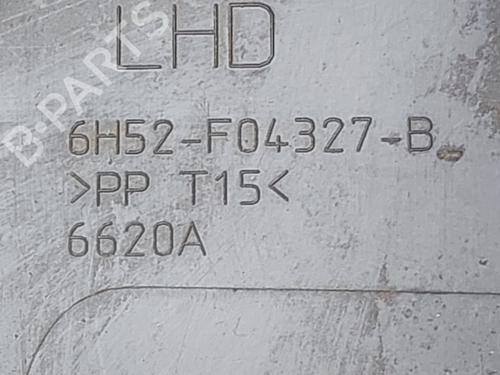 LHD
B-PARTS
6H52-F04327-B
>PP T15<
6620A